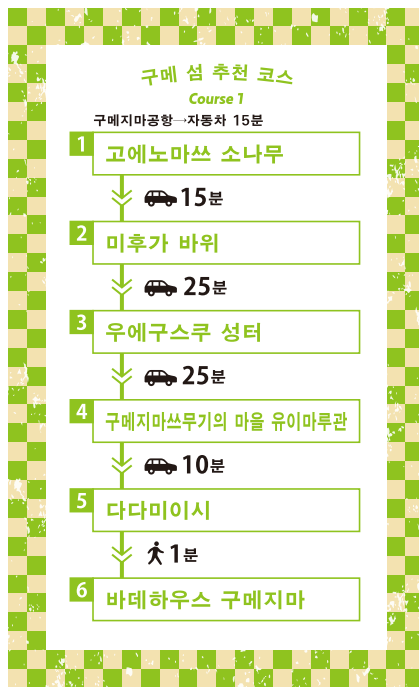 구메 섬 추천 코스
Course 1
구메지마공항→자동차 15분
1
고에노마쓰 소나무
15분
2
미후가 바위
25분
3
우에구스쿠 성터
25분
4
구메지마쓰무기의 마을 유이마루관
10분
5
다다미이시
1분
6
바데하우스 구메지마